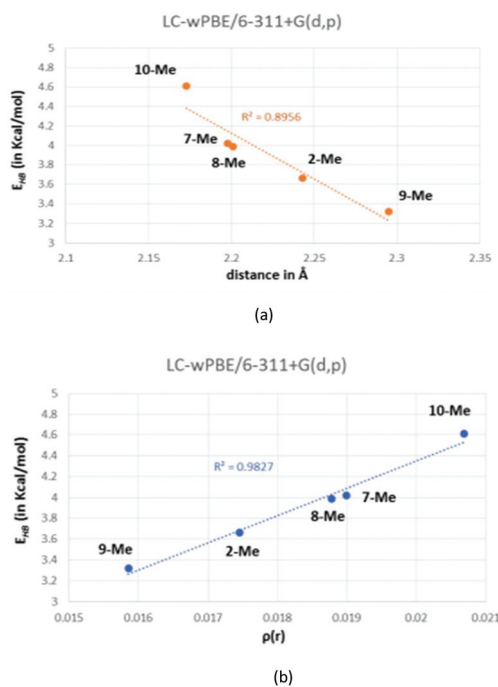 LC-wPBE/6-311+G(d,p)
5
4.8
4.6
4.4
4.2
4
3.8
3.6
3.4
3.2
3
E_HB (in Kcal/mol)
10-Me
R² = 0.8956
7-Me
8-Me
2-Me
9-Me
2.1 2.15 2.2 2.25 2.3 2.35
distance in Å
(a)
LC-wPBE/6-311+G(d,p)
5
4.8
4.6
4.4
4.2
4
3.8
3.6
3.4
3.2
3
E_HB (in Kcal/mol)
10-Me
R² = 0.9827
7-Me
8-Me
2-Me
9-Me
0.015 0.016 0.017 0.018 0.019 0.02 0.021
ρ(r)
(b)